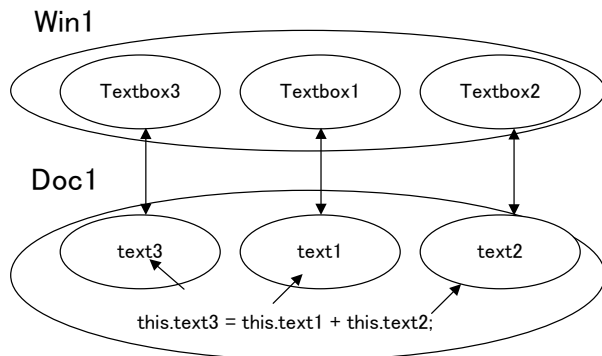 Win1
Textbox3
Textbox1
Textbox2
Doc1
text3
text1
text2
this.text3 = this.text1 + this.text2;